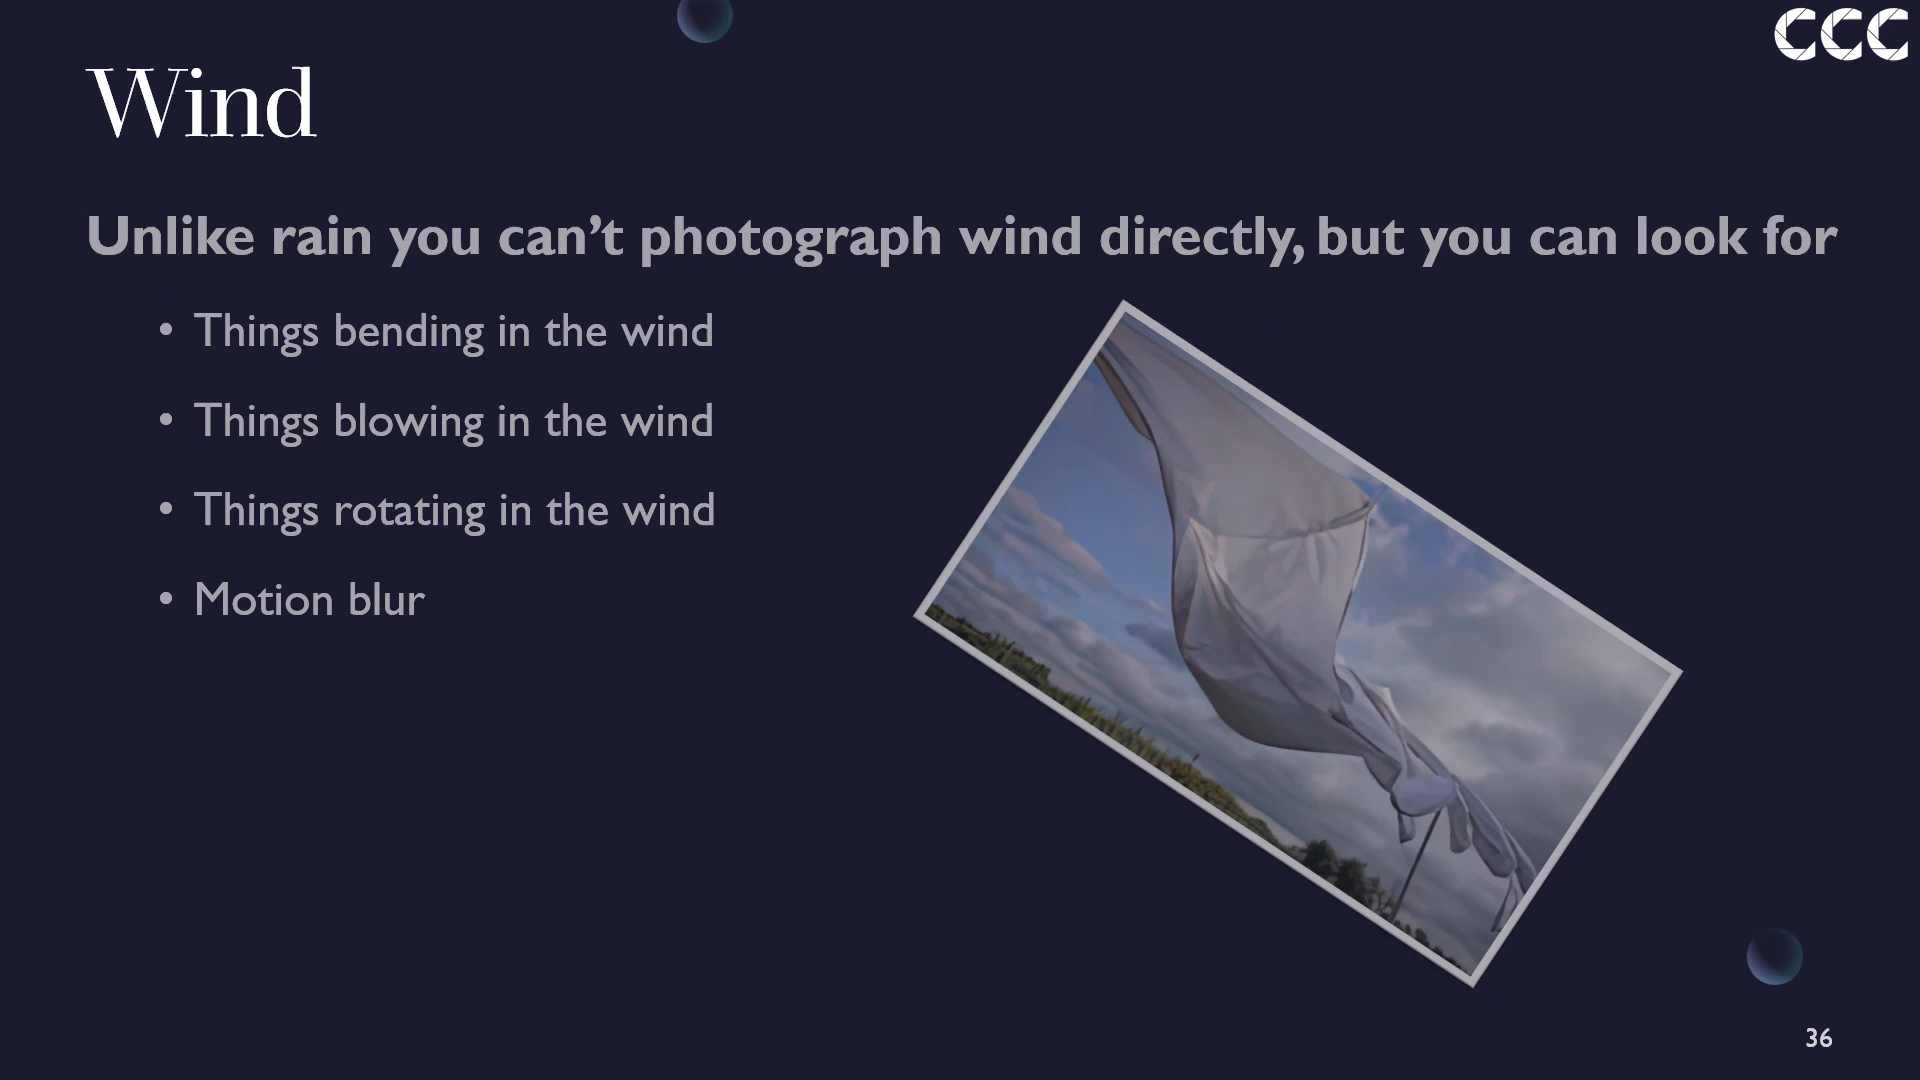 CCC
Wind
Unlike rain you can’t photograph wind directly, but you can look for
• Things bending in the wind
• Things blowing in the wind
• Things rotating in the wind
• Motion blur
36